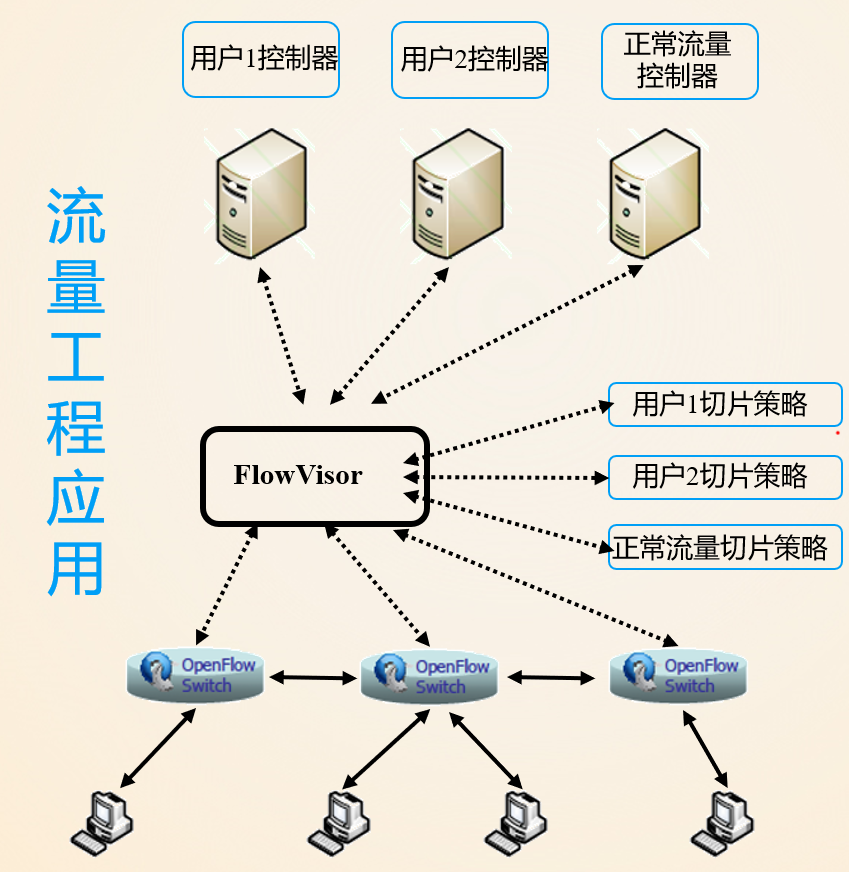 用户1控制器
用户2控制器
正常流量
控制器
流量工程应用
用户1切片策略
FlowVisor
用户2切片策略
正常流量切片策略
OpenFlow
Switch
OpenFlow
Switch
OpenFlow
Switch